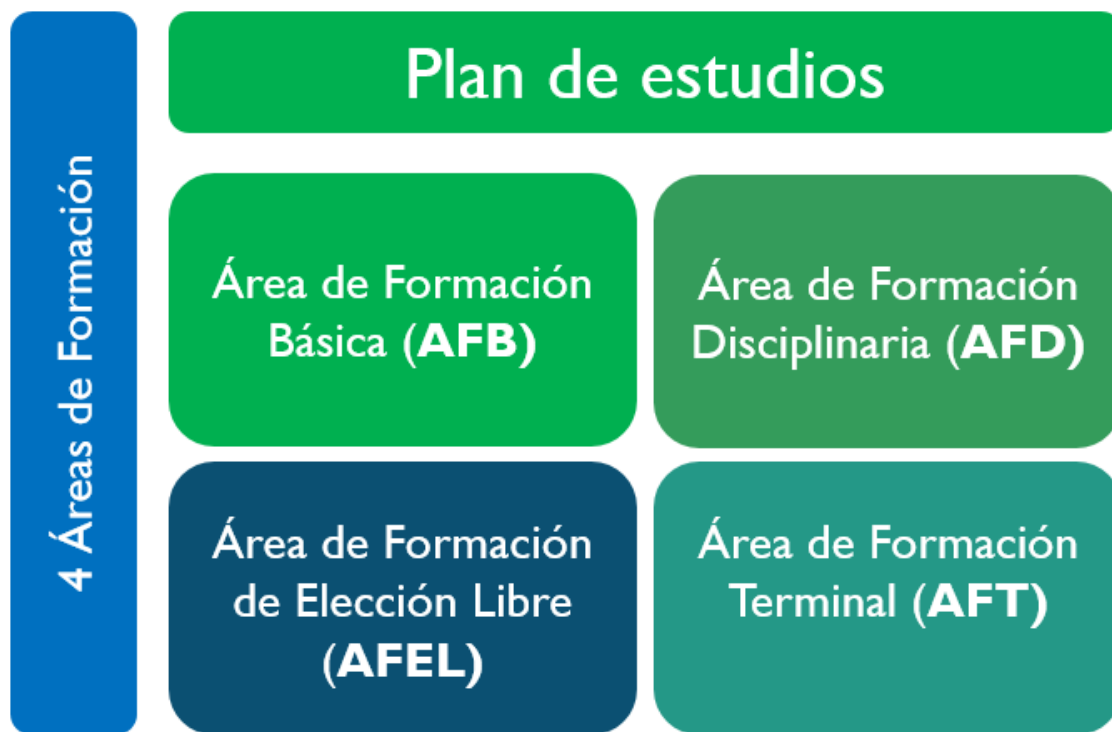 4 Áreas de Formación
Plan de estudios
Área de Formación
Básica (AFB)
Área de Formación
Disciplinaria (AFD)
Área de Formación
de Elección Libre
(AFEL)
Área de Formación
Terminal (AFT)